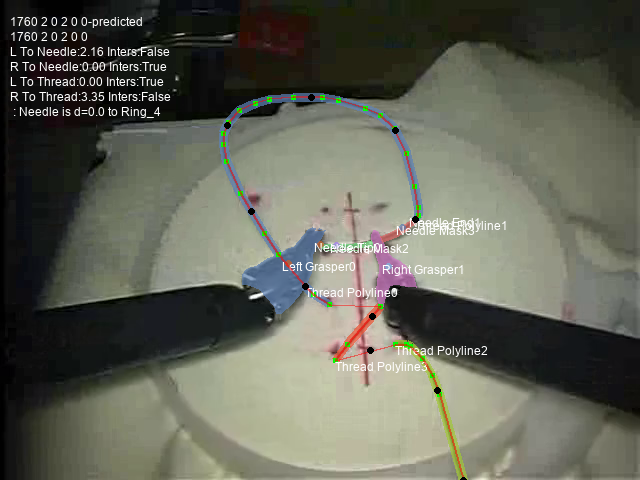 1760 2 0 2 0 0-predicted
1760 2 0 2 0 0
L To Needle:2.16 Inters:False
R To Needle:0.00 Inters:True
L To Thread:0.00 Inters:True
R To Thread:3.35 Inters:False
: Needle is d=0.0 to Ring_4
Needle End1
Thread Polyline1
Needle Mask3
Needle Tip0
Needle Mask2
Left Grasper0
Right Grasper1
Thread Polyline0
Thread Polyline2
Thread Polyline3